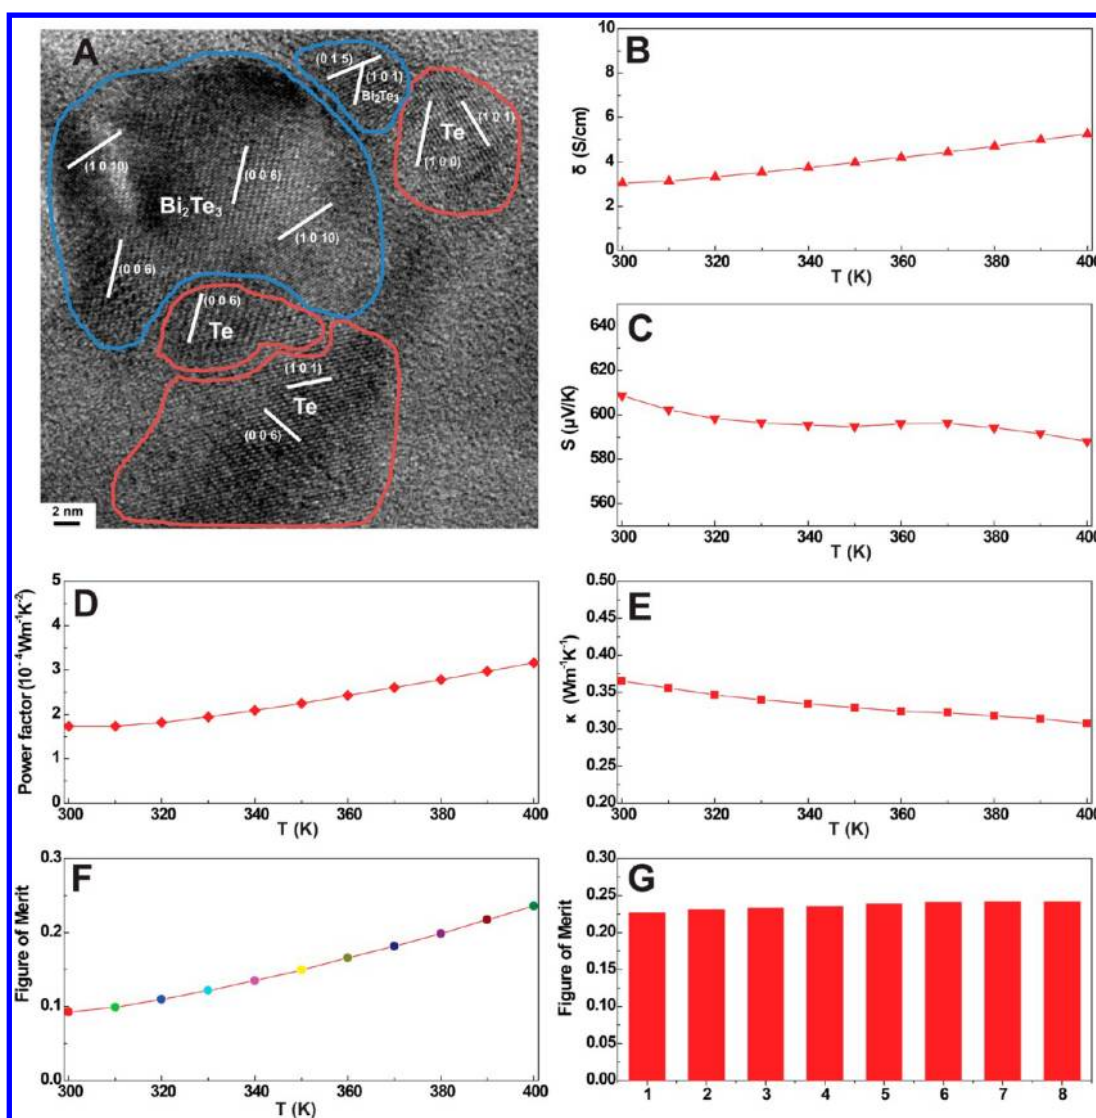 A
(0 1 5)
(1 0 1)
Bi2Te3
Te
(1 0 1)
(1 0 0)
(1 0 10)
(0 0 6)
Bi2Te3
(1 0 10)
(0 0 6)
(0 0 6)
Te
(1 0 1)
Te
(0 0 6)
2 nm
B
δ (S/cm)
10
8
6
4
2
0
300 320 340 360 380 400
T (K)
C
S (μV/K)
640
620
600
580
560
300 320 340 360 380 400
T (K)
D
Power factor (10⁻⁴Wm⁻¹K⁻²)
5
4
3
2
1
0
300 320 340 360 380 400
T (K)
E
κ (Wm⁻¹K⁻¹)
0.50
0.45
0.40
0.35
0.30
0.25
0.20
300 320 340 360 380 400
T (K)
F
Figure of Merit
0.3
0.2
0.1
0.0
300 320 340 360 380 400
T (K)
G
Figure of Merit
0.30
0.25
0.20
0.15
0.10
0.05
0.00
1 2 3 4 5 6 7 8